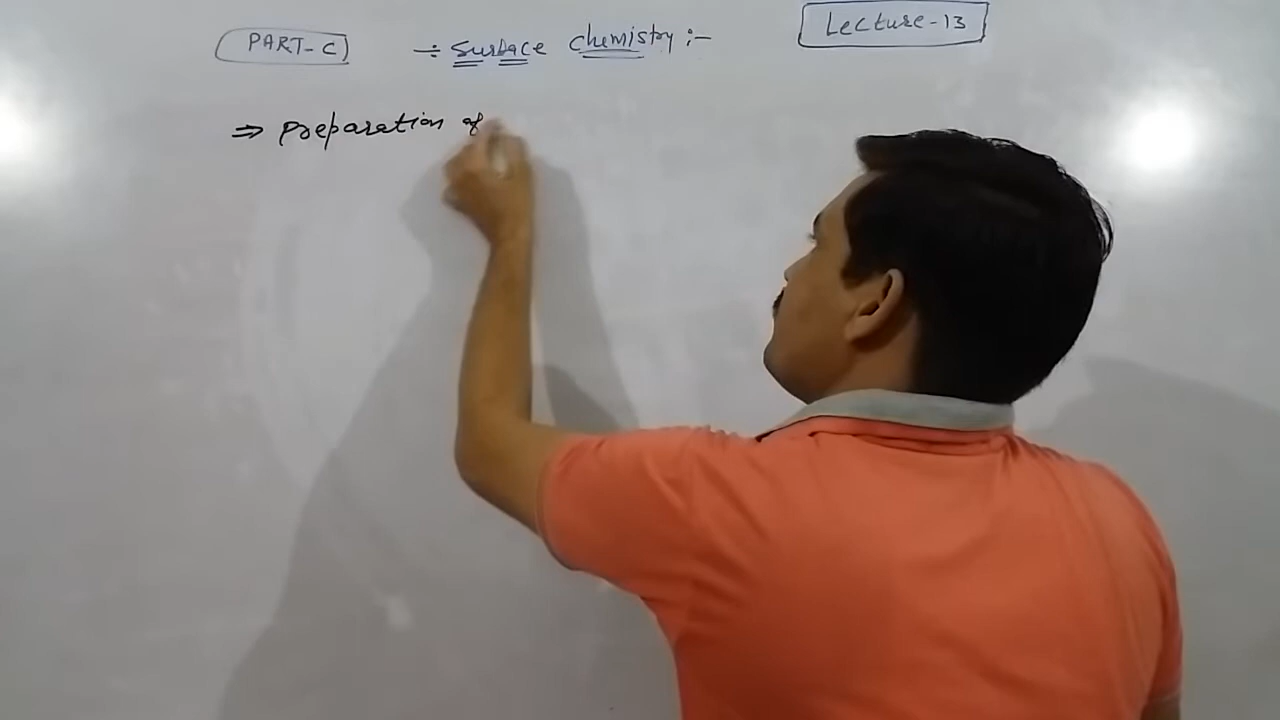 PART-C ÷ Surface Chemistry :- Lecture-13
⇒ Preparation of